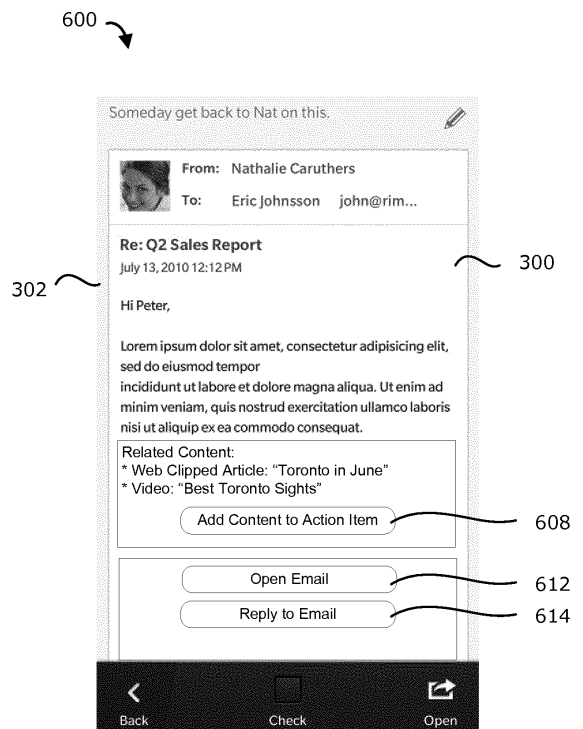 600
Someday get back to Nat on this.
From: Nathalie Caruthers
To: Eric Johnsson john@rim...
Re: Q2 Sales Report
July 13, 2010 12:12 PM
300
302
Hi Peter,
Lorem ipsum dolor sit amet, consectetur adipisicing elit,
sed do eiusmod tempor
incididunt ut labore et dolore magna aliqua. Ut enim ad
minim veniam, quis nostrud exercitation ullamco laboris
nisi ut aliquip ex ea commodo consequat.
Related Content:
* Web Clipped Article: “Toronto in June”
* Video: “Best Toronto Sights”
Add Content to Action Item
608
Open Email
612
Reply to Email
614
Back Check Open